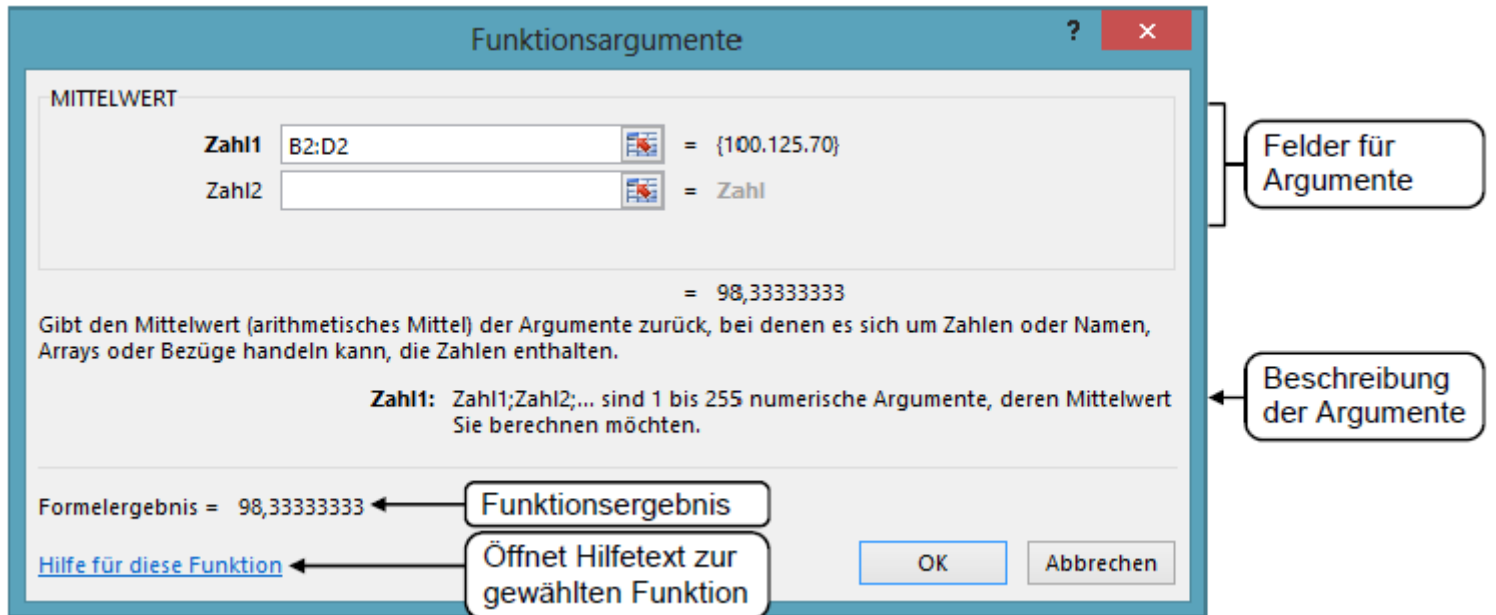 Funktionsargumente ?
MITTELWERT
Zahl1 B2:D2 = {100.125.70}
Zahl2 = Zahl
Felder für
Argumente
= 98,33333333
Gibt den Mittelwert (arithmetisches Mittel) der Argumente zurück, bei denen es sich um Zahlen oder Namen,
Arrays oder Bezüge handeln kann, die Zahlen enthalten.
Zahl1: Zahl1;Zahl2;... sind 1 bis 255 numerische Argumente, deren Mittelwert
Sie berechnen möchten.
Beschreibung
der Argumente
Formelergebnis = 98,33333333
Funktionsergebnis
Hilfe für diese Funktion
Öffnet Hilfetext zur
gewählten Funktion
OK Abbrechen